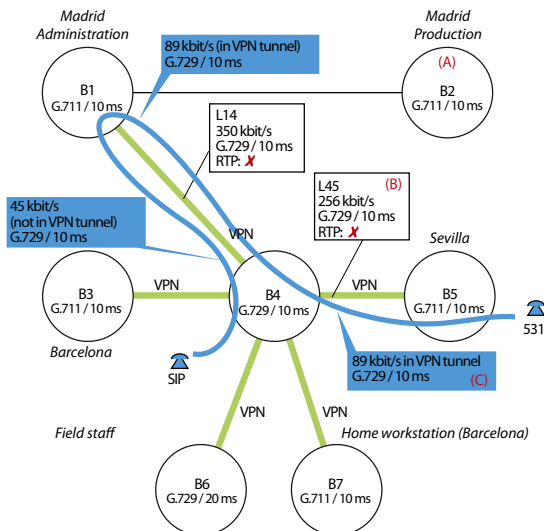 Madrid
Administration
Madrid
Production
89 kbit/s (in VPN tunnel)
G.729 / 10 ms
(A)
B1
G.711 / 10 ms
B2
G.711 / 10 ms
L14
350 kbit/s
G.729 / 10 ms
RTP: ✗
L45
(B)
256 kbit/s
G.729 / 10 ms
RTP: ✗
45 kbit/s
(not in VPN tunnel)
G.729 / 10 ms
VPN
Sevilla
VPN
VPN
B3
G.711 / 10 ms
B4
G.729 / 10 ms
B5
G.711 / 10 ms
531
Barcelona
SIP
89 kbit/s in VPN tunnel
G.729 / 10 ms
(C)
VPN
VPN
Field staff
Home workstation (Barcelona)
B6
G.729 / 20 ms
B7
G.711 / 10 ms